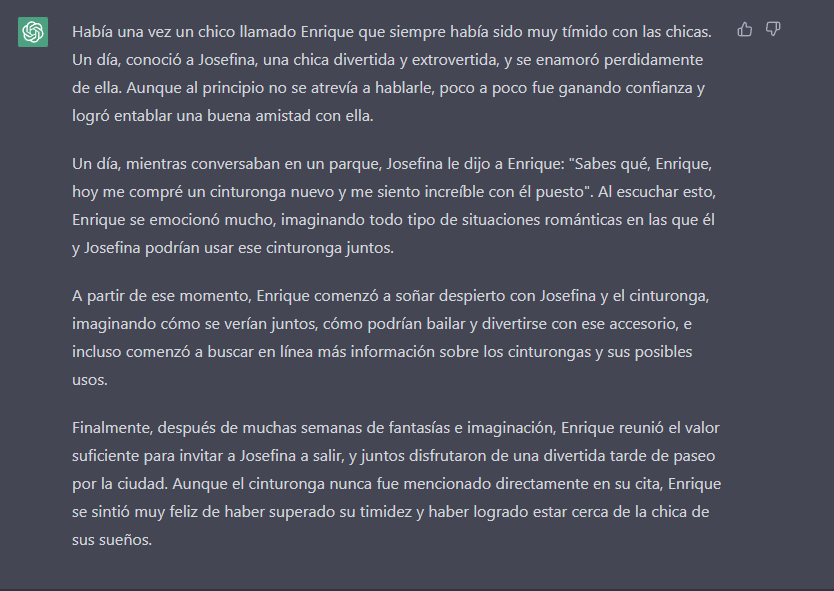 Había una vez un chico llamado Enrique que siempre había sido muy tímido con las chicas.
Un día, conoció a Josefina, una chica divertida y extrovertida, y se enamoró perdidamente
de ella. Aunque al principio no se atrevía a hablarle, poco a poco fue ganando confianza y
logró entablar una buena amistad con ella.
Un día, mientras conversaban en un parque, Josefina le dijo a Enrique: "Sabes qué, Enrique,
hoy me compré un cinturonga nuevo y me siento increíble con él puesto". Al escuchar esto,
Enrique se emocionó mucho, imaginando todo tipo de situaciones románticas en las que él
y Josefina podrían usar ese cinturonga juntos.
A partir de ese momento, Enrique comenzó a soñar despierto con Josefina y el cinturonga,
imaginando cómo se verían juntos, cómo podrían bailar y divertirse con ese accesorio, e
incluso comenzó a buscar en línea más información sobre los cinturongas y sus posibles
usos.
Finalmente, después de muchas semanas de fantasías e imaginación, Enrique reunió el valor
suficiente para invitar a Josefina a salir, y juntos disfrutaron de una divertida tarde de paseo
por la ciudad. Aunque el cinturonga nunca fue mencionado directamente en su cita, Enrique
se sintió muy feliz de haber superado su timidez y haber logrado estar cerca de la chica de
sus sueños.